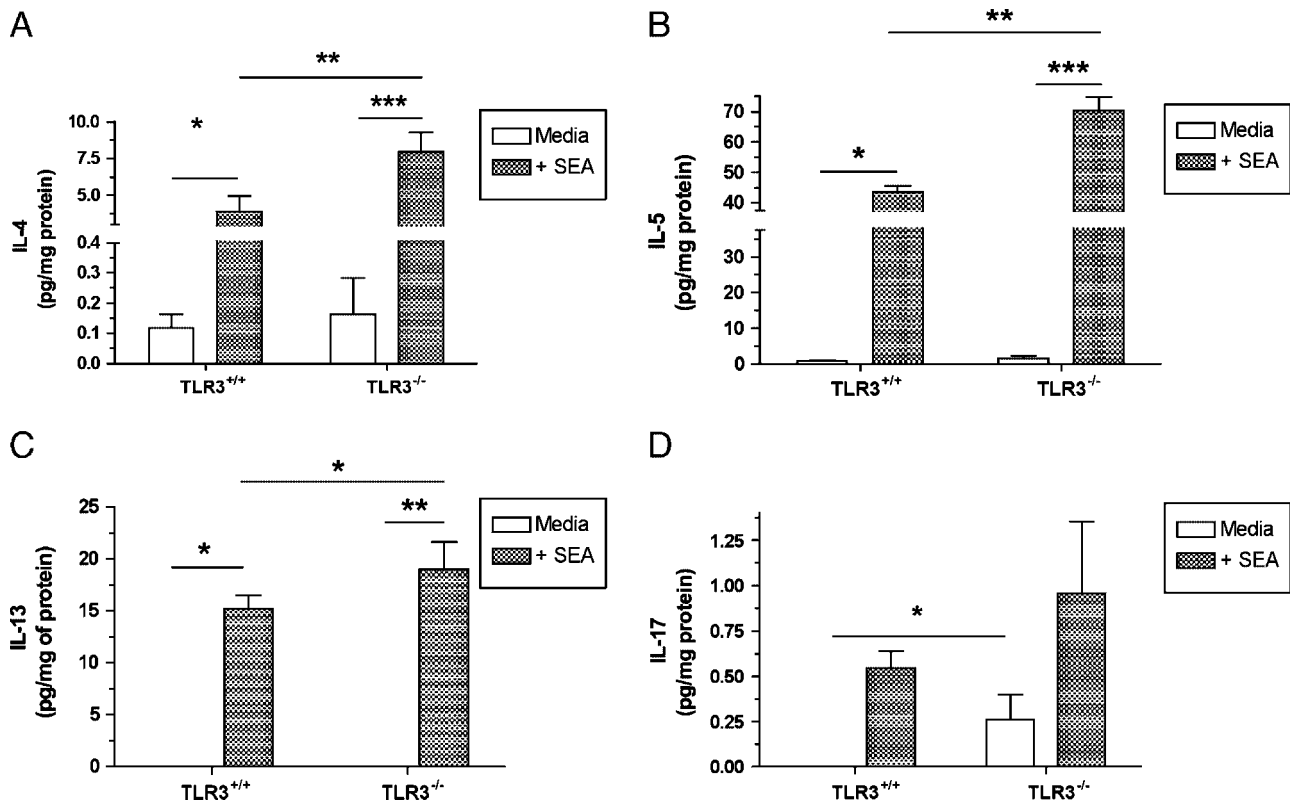 A
**
*
***
10.0
7.5
5.0
0.4
0.3
0.2
0.1
0.0
IL-4
(pg/mg protein)
TLR3+/+
TLR3-/-
Media
+ SEA
B
**
*
***
70
60
50
40
30
20
10
0
IL-5
(pg/mg protein)
TLR3+/+
TLR3-/-
Media
+ SEA
C
*
*
**
25
20
15
10
5
0
IL-13
(pg/mg of protein)
TLR3+/+
TLR3-/-
Media
+ SEA
D
*
1.25
1.00
0.75
0.50
0.25
0.00
IL-17
(pg/mg protein)
TLR3+/+
TLR3-/-
Media
+ SEA